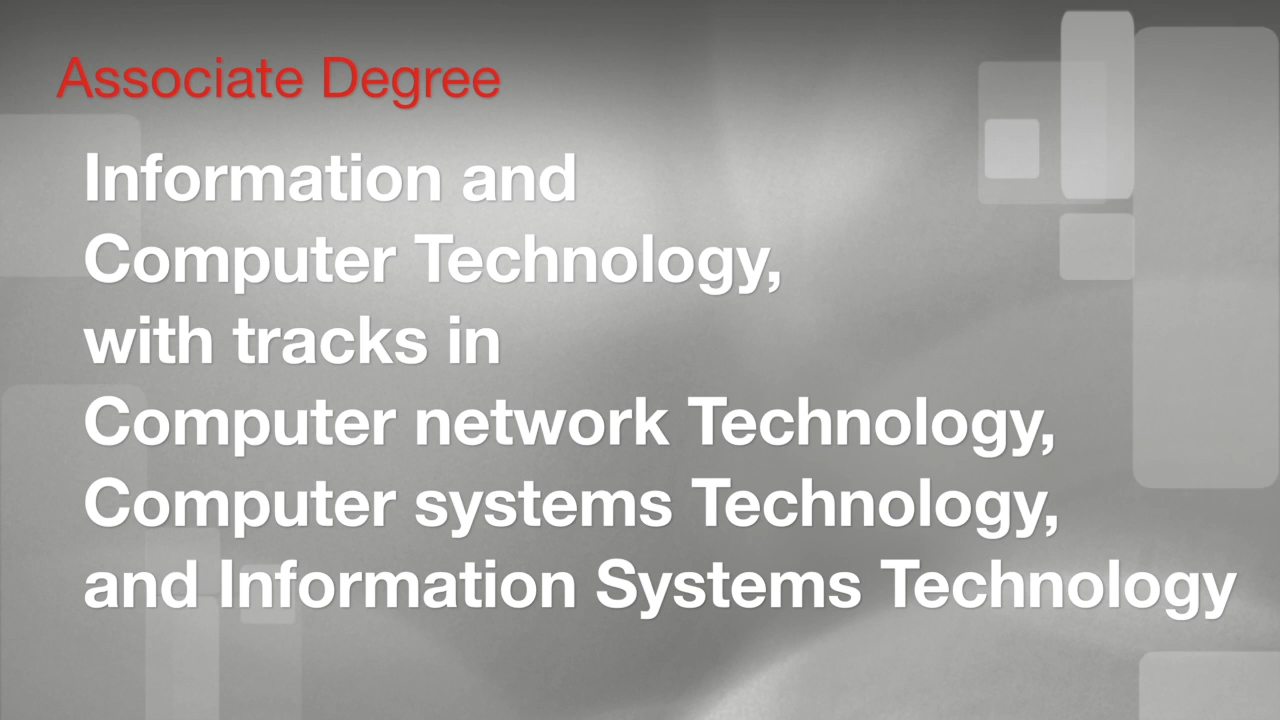 Associate Degree
Information and
Computer Technology,
with tracks in
Computer network Technology,
Computer systems Technology,
and Information Systems Technology